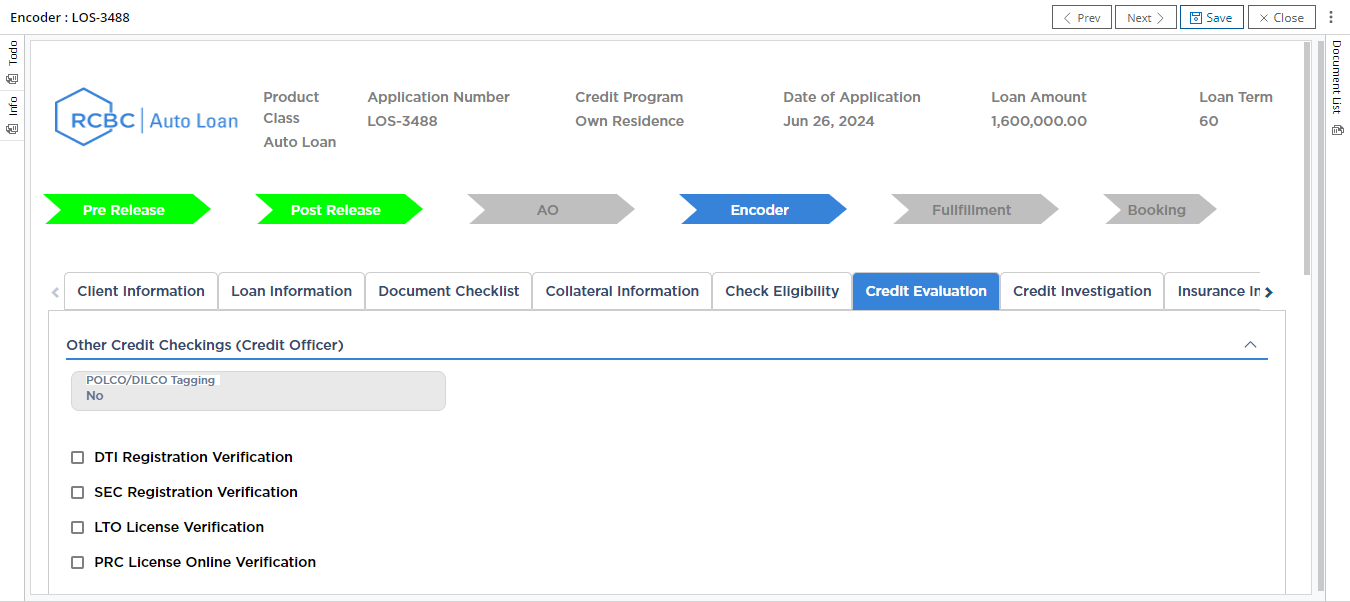 Encoder : LOS-3488
Prev
Next
Save
Close
Todo
Info
Document List
RCBC | Auto Loan
Product Class
Auto Loan
Application Number
LOS-3488
Credit Program
Own Residence
Date of Application
Jun 26, 2024
Loan Amount
1,600,000.00
Loan Term
60
Pre Release
Post Release
AO
Encoder
Fullfillment
Booking
Client Information
Loan Information
Document Checklist
Collateral Information
Check Eligibility
Credit Evaluation
Credit Investigation
Insurance In
Other Credit Checkings (Credit Officer)
POLCO/DILCO Tagging
No
DTI Registration Verification
SEC Registration Verification
LTO License Verification
PRC License Online Verification